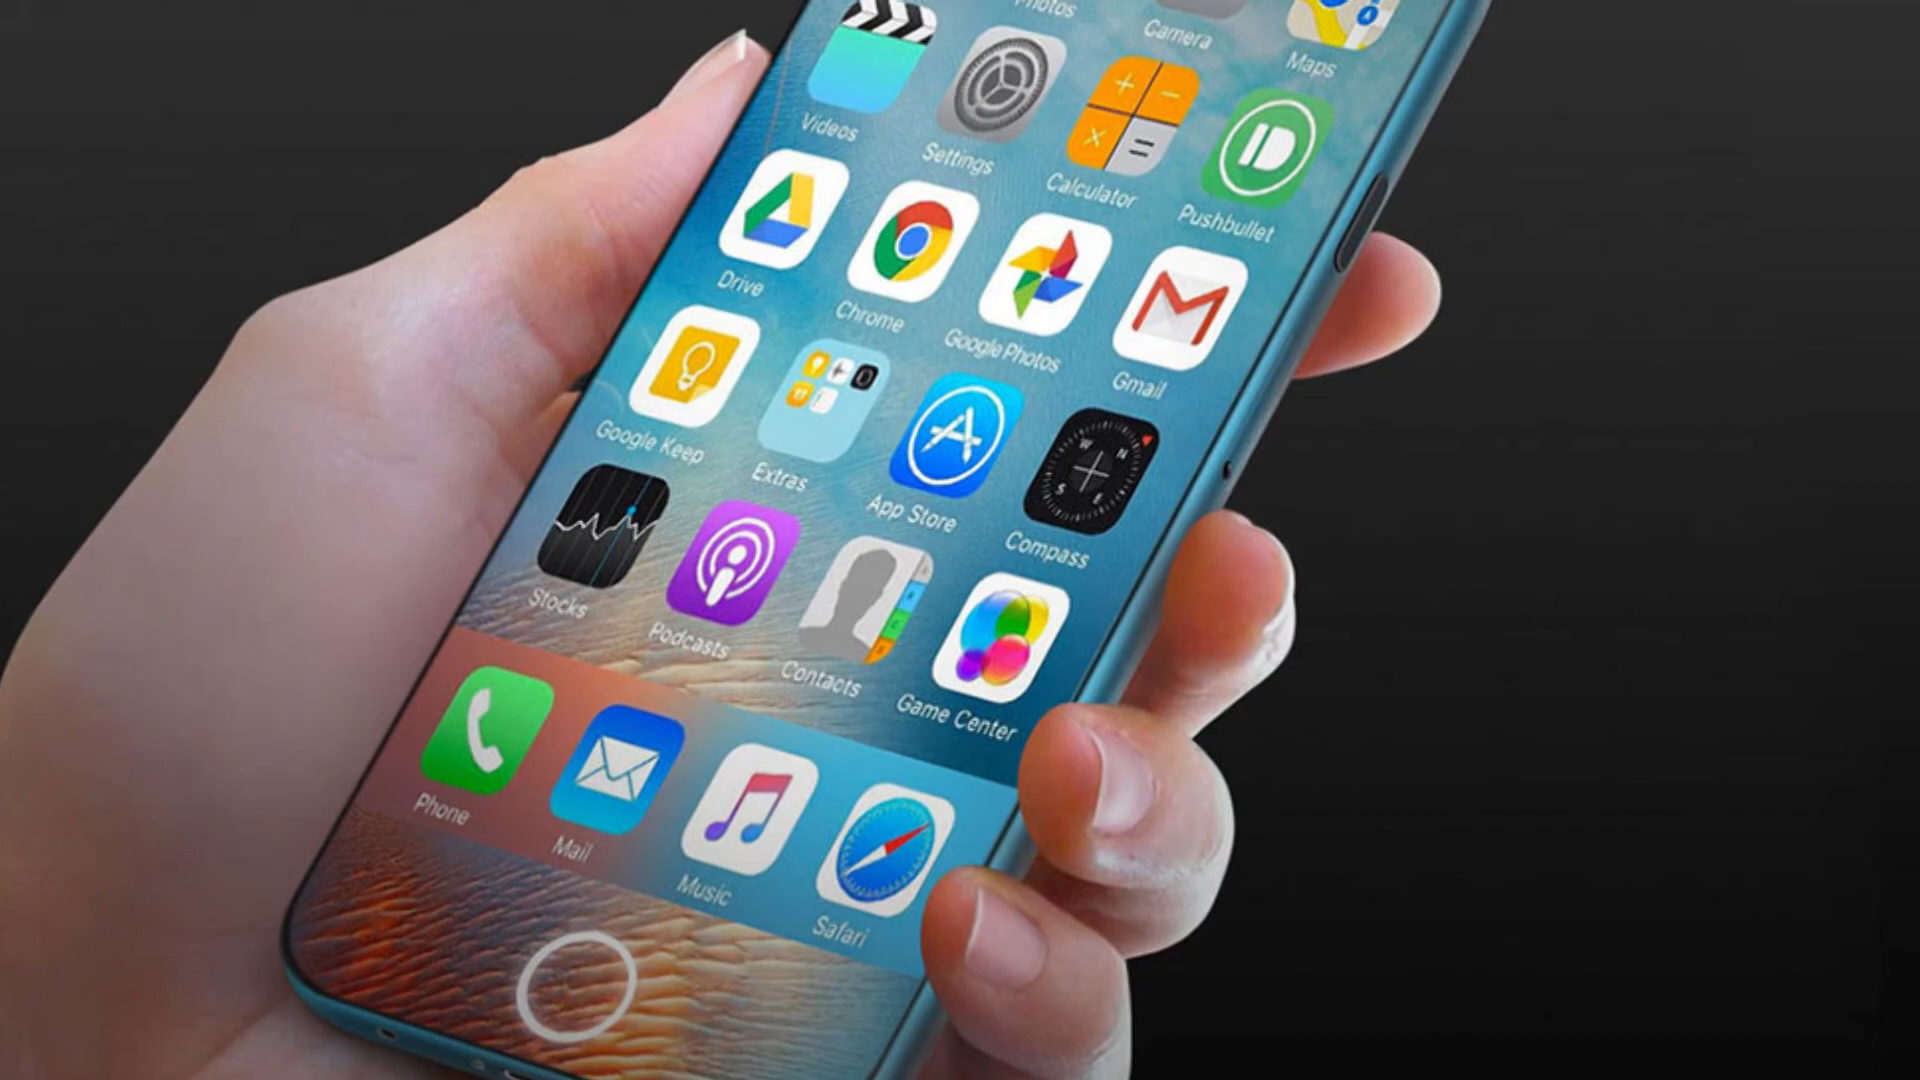 Photos
Camera
Maps
Videos
Settings
Calculator
Pushbullet
Drive
Chrome
Google Photos
Gmail
Google Keep
Extras
App Store
Compass
W
N
S
E
Stocks
Podcasts
Contacts
Game Center
Phone
Mail
Music
Safari